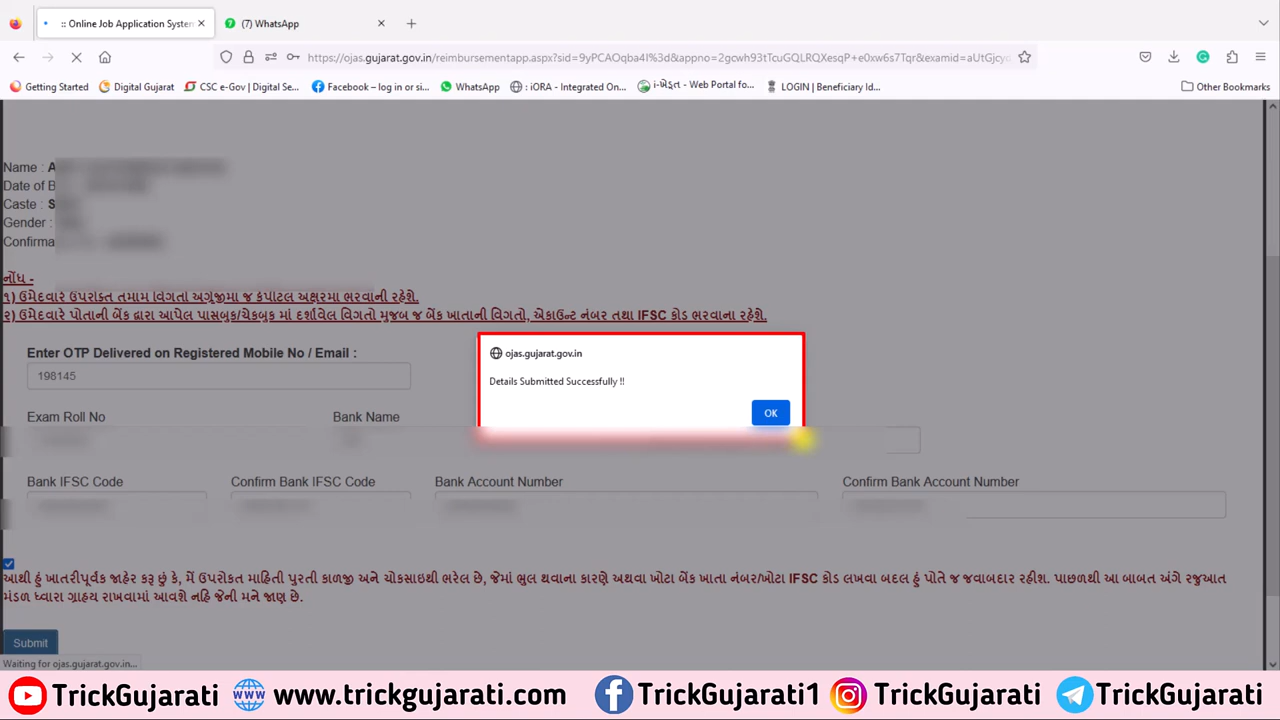 :: Online Job Application System
(7) WhatsApp
https://ojas.gujarat.gov.in/reimbursementapp.aspx?sid=9yPCAOqba4I%3d&appno=2gcwh93tTcuGQLRQXesqP+e0xw6s7Tqr&examid=aUtGjcy
Getting Started
Digital Gujarat
CSC e-Gov | Digital Se...
Facebook – log in or si...
WhatsApp
: iORA - Integrated On...
i-ખેડૂત - Web Portal fo...
LOGIN | Beneficiary Id...
Other Bookmarks
Name :
Date of B
Caste : S
Gender :
Confirma
નોંધ -
૧) ઉમેદવારે ઉપરોક્ત તમામ વિગતો અંગ્રેજીમાં જ કેપીટલ અક્ષરમાં ભરવાની રહેશે.
૨) ઉમેદવારે પોતાની બેંક દ્વારા આપેલ પાસબુક/ચેકબુક માં દર્શાવેલ વિગતો મુજબ જ બેંક ખાતાની વિગતો, એકાઉન્ટ નંબર તથા IFSC કોડ ભરવાના રહેશે.
ojas.gujarat.gov.in
Details Submitted Successfully !!
OK
Enter OTP Delivered on Registered Mobile No / Email :
198145
Exam Roll No
Bank Name
Bank IFSC Code
Confirm Bank IFSC Code
Bank Account Number
Confirm Bank Account Number
આથી હું ખાતરીપૂર્વક જાહેર કરૂ છું કે, મેં ઉપરોકત માહિતી પુરતી કાળજી અને ચોકસાઇથી ભરેલ છે, જેમાં ભુલ થવાના કારણે અથવા ખોટા બેંક ખાતા નંબર/ખોટા IFSC કોડ લખવા બદલ હું પોતે જ જવાબદાર રહીશ. પાછળથી આ બાબત અંગે રજુઆત
મંડળ ધ્વારા ગ્રાહ્ય રાખવામાં આવશે નહિ જેની મને જાણ છે.
Submit
Waiting for ojas.gujarat.gov.in...
TrickGujarati
www.trickgujarati.com
TrickGujarati1
TrickGujarati
TrickGujarati